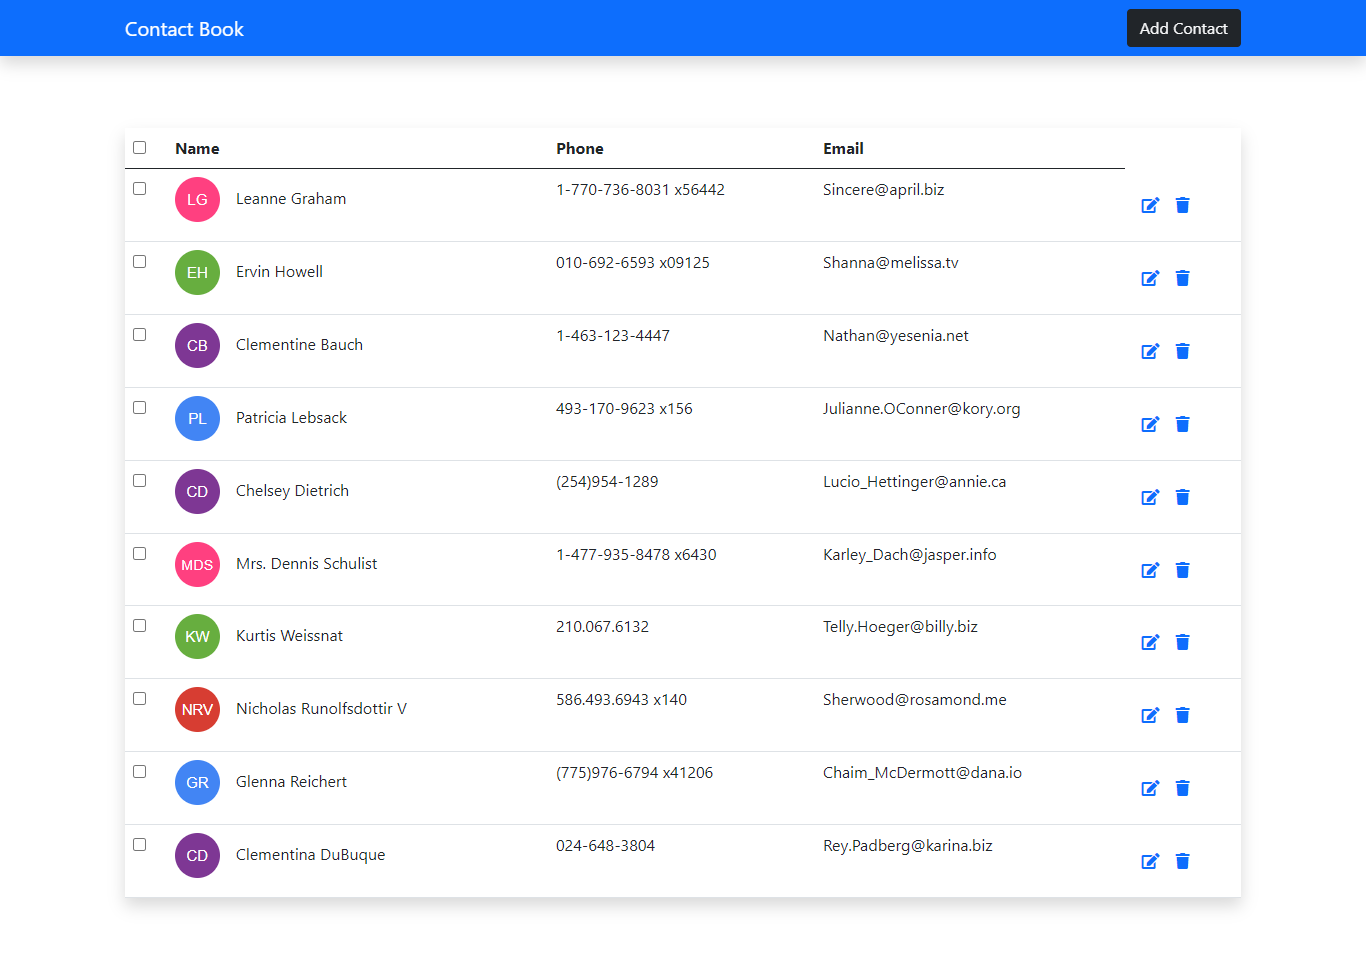 Contact Book Add Contact
Name Phone Email
LG Leanne Graham 1-770-736-8031 x56442 Sincere@april.biz
EH Ervin Howell 010-692-6593 x09125 Shanna@melissa.tv
CB Clementine Bauch 1-463-123-4447 Nathan@yesenia.net
PL Patricia Lebsack 493-170-9623 x156 Julianne.OConner@kory.org
CD Chelsey Dietrich (254)954-1289 Lucio_Hettinger@annie.ca
MDS Mrs. Dennis Schulist 1-477-935-8478 x6430 Karley_Dach@jasper.info
KW Kurtis Weissnat 210.067.6132 Telly.Hoeger@billy.biz
NRV Nicholas Runolfsdottir V 586.493.6943 x140 Sherwood@rosamond.me
GR Glenna Reichert (775)976-6794 x41206 Chaim_McDermott@dana.io
CD Clementina DuBuque 024-648-3804 Rey.Padberg@karina.biz